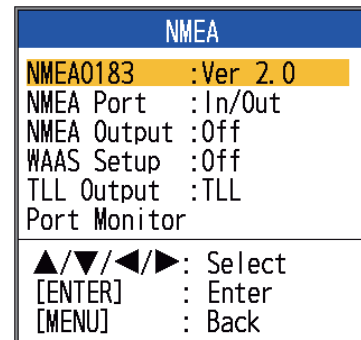 NMEA
NMEA0183 :Ver 2.0
NMEA Port :In/Out
NMEA Output :Off
WAAS Setup :Off
TLL Output :TLL
Port Monitor
▲/▼/◀/▶: Select
[ENTER] : Enter
[MENU] : Back